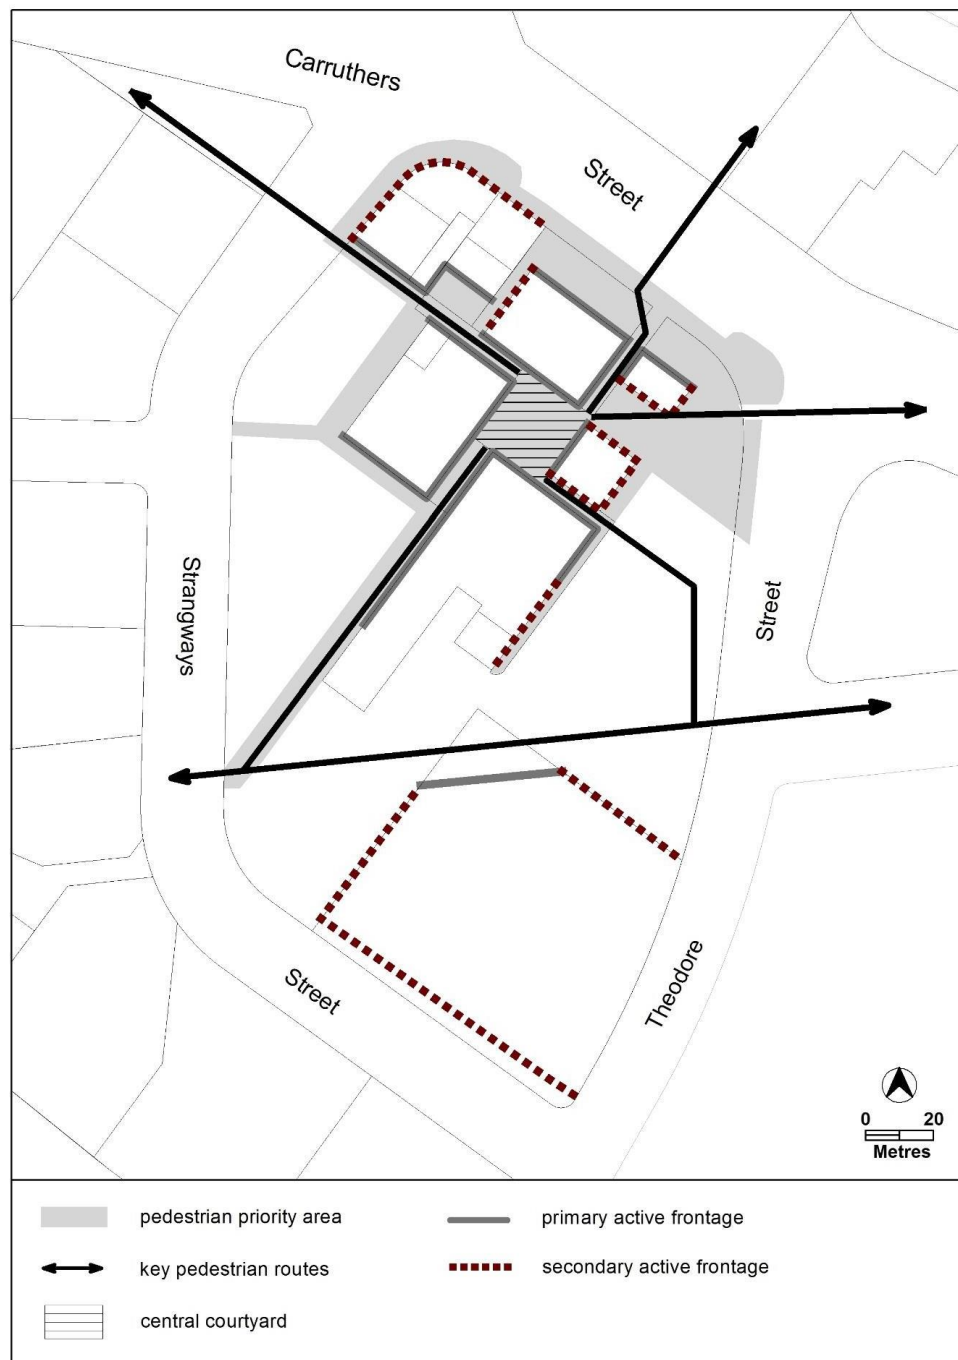 Carruthers
Street
Strangways
Street
Street
Theodore
0 20
Metres
pedestrian priority area
primary active frontage
key pedestrian routes
secondary active frontage
central courtyard